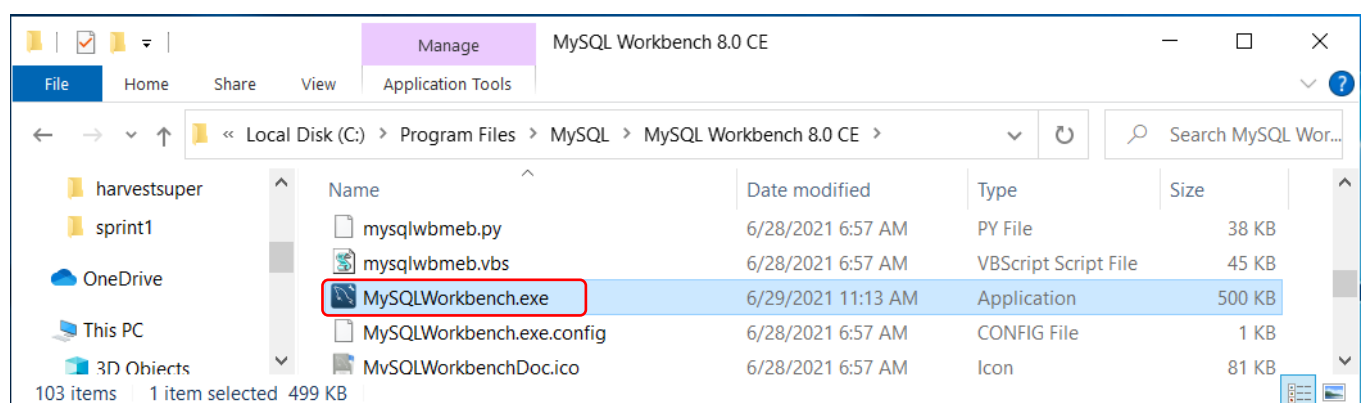 Manage MySQL Workbench 8.0 CE
File Home Share View Application Tools
« Local Disk (C:) > Program Files > MySQL > MySQL Workbench 8.0 CE > Search MySQL Wor...
harvestsuper Name Date modified Type Size
sprint1 mysqlwbmeb.py 6/28/2021 6:57 AM PY File 38 KB
mysqlwbmeb.vbs 6/28/2021 6:57 AM VBScript Script File 45 KB
OneDrive
MySQLWorkbench.exe 6/29/2021 11:13 AM Application 500 KB
This PC MySQLWorkbench.exe.config 6/28/2021 6:57 AM CONFIG File 1 KB
3D Objects MySQLWorkbenchDoc.ico 6/28/2021 6:57 AM Icon 81 KB
103 items 1 item selected 499 KB